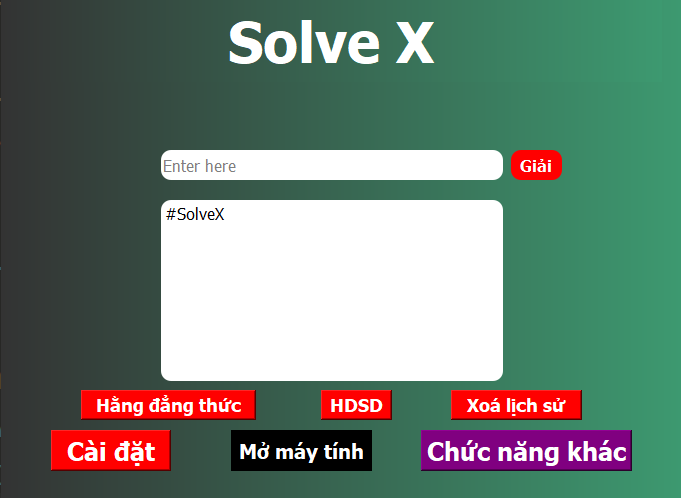 Solve X
Enter here
Giải
#SolveX
Hằng đẳng thức
HDSD
Xoá lịch sử
Cài đặt
Mở máy tính
Chức năng khác